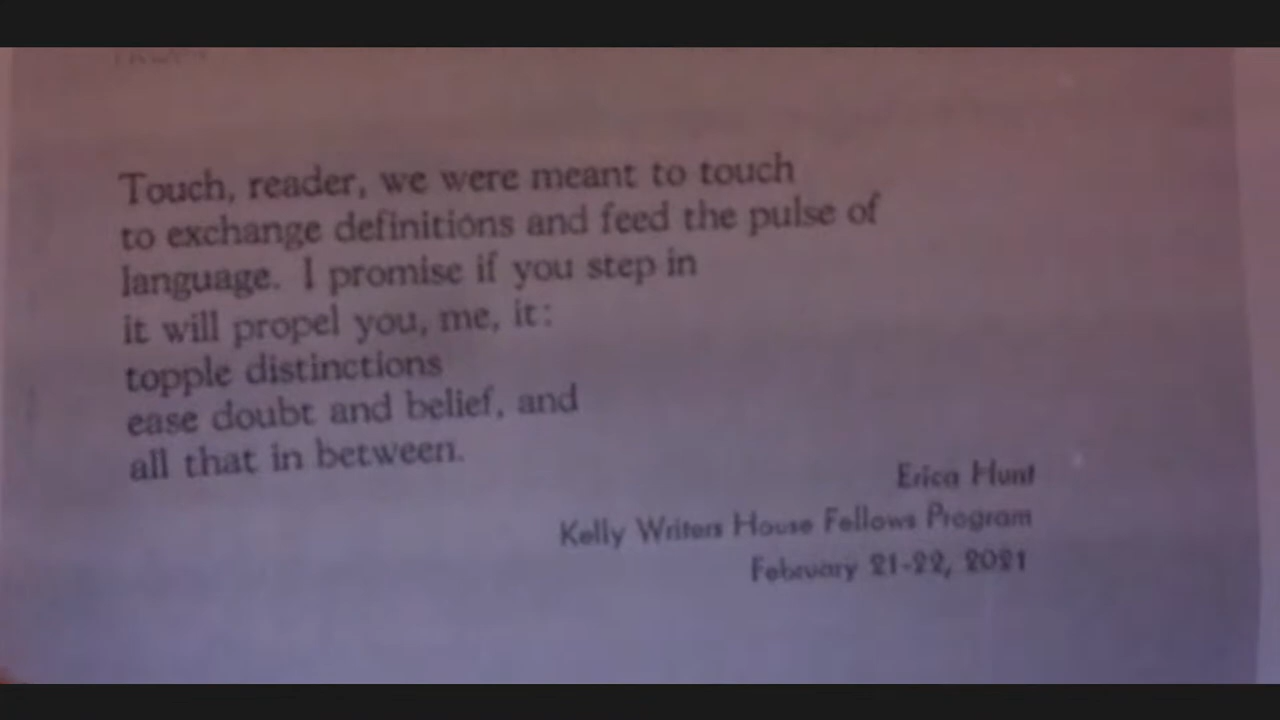 Touch, reader, we were meant to touch
to exchange definitions and feed the pulse of
language. I promise if you step in
it will propel you, me, it:
topple distinctions
ease doubt and belief, and
all that in between.
Erica Hunt
Kelly Writers House Fellows Program
February 21-22, 2021